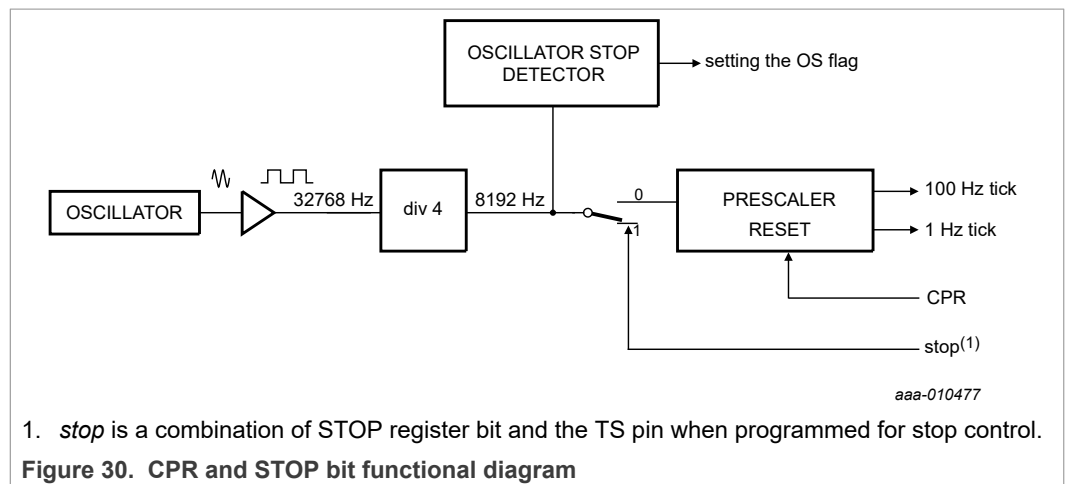 OSCILLATOR STOP
DETECTOR
setting the OS flag
OSCILLATOR
32768 Hz
div 4
8192 Hz
0
1
PRESCALER
RESET
100 Hz tick
1 Hz tick
CPR
stop(1)
aaa-010477
1. stop is a combination of STOP register bit and the TS pin when programmed for stop control.
Figure 30. CPR and STOP bit functional diagram